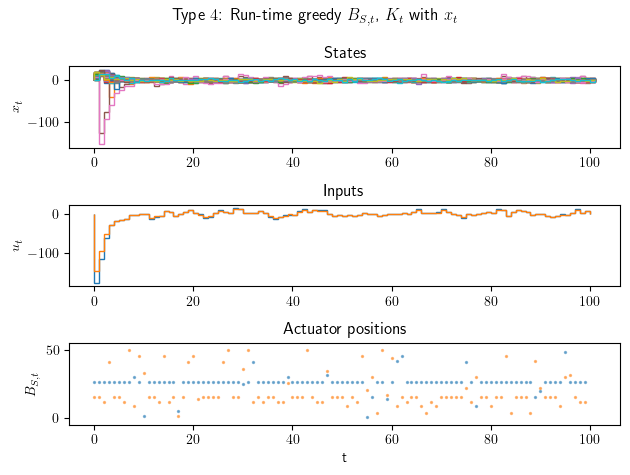 Type 4: Run-time greedy $B_{S,t}$, $K_t$ with $x_t$
States
0
−100
$x_t$
0 20 40 60 80 100
Inputs
0
−100
$u_t$
0 20 40 60 80 100
Actuator positions
50
0
$B_{S,t}$
0 20 40 60 80 100
t